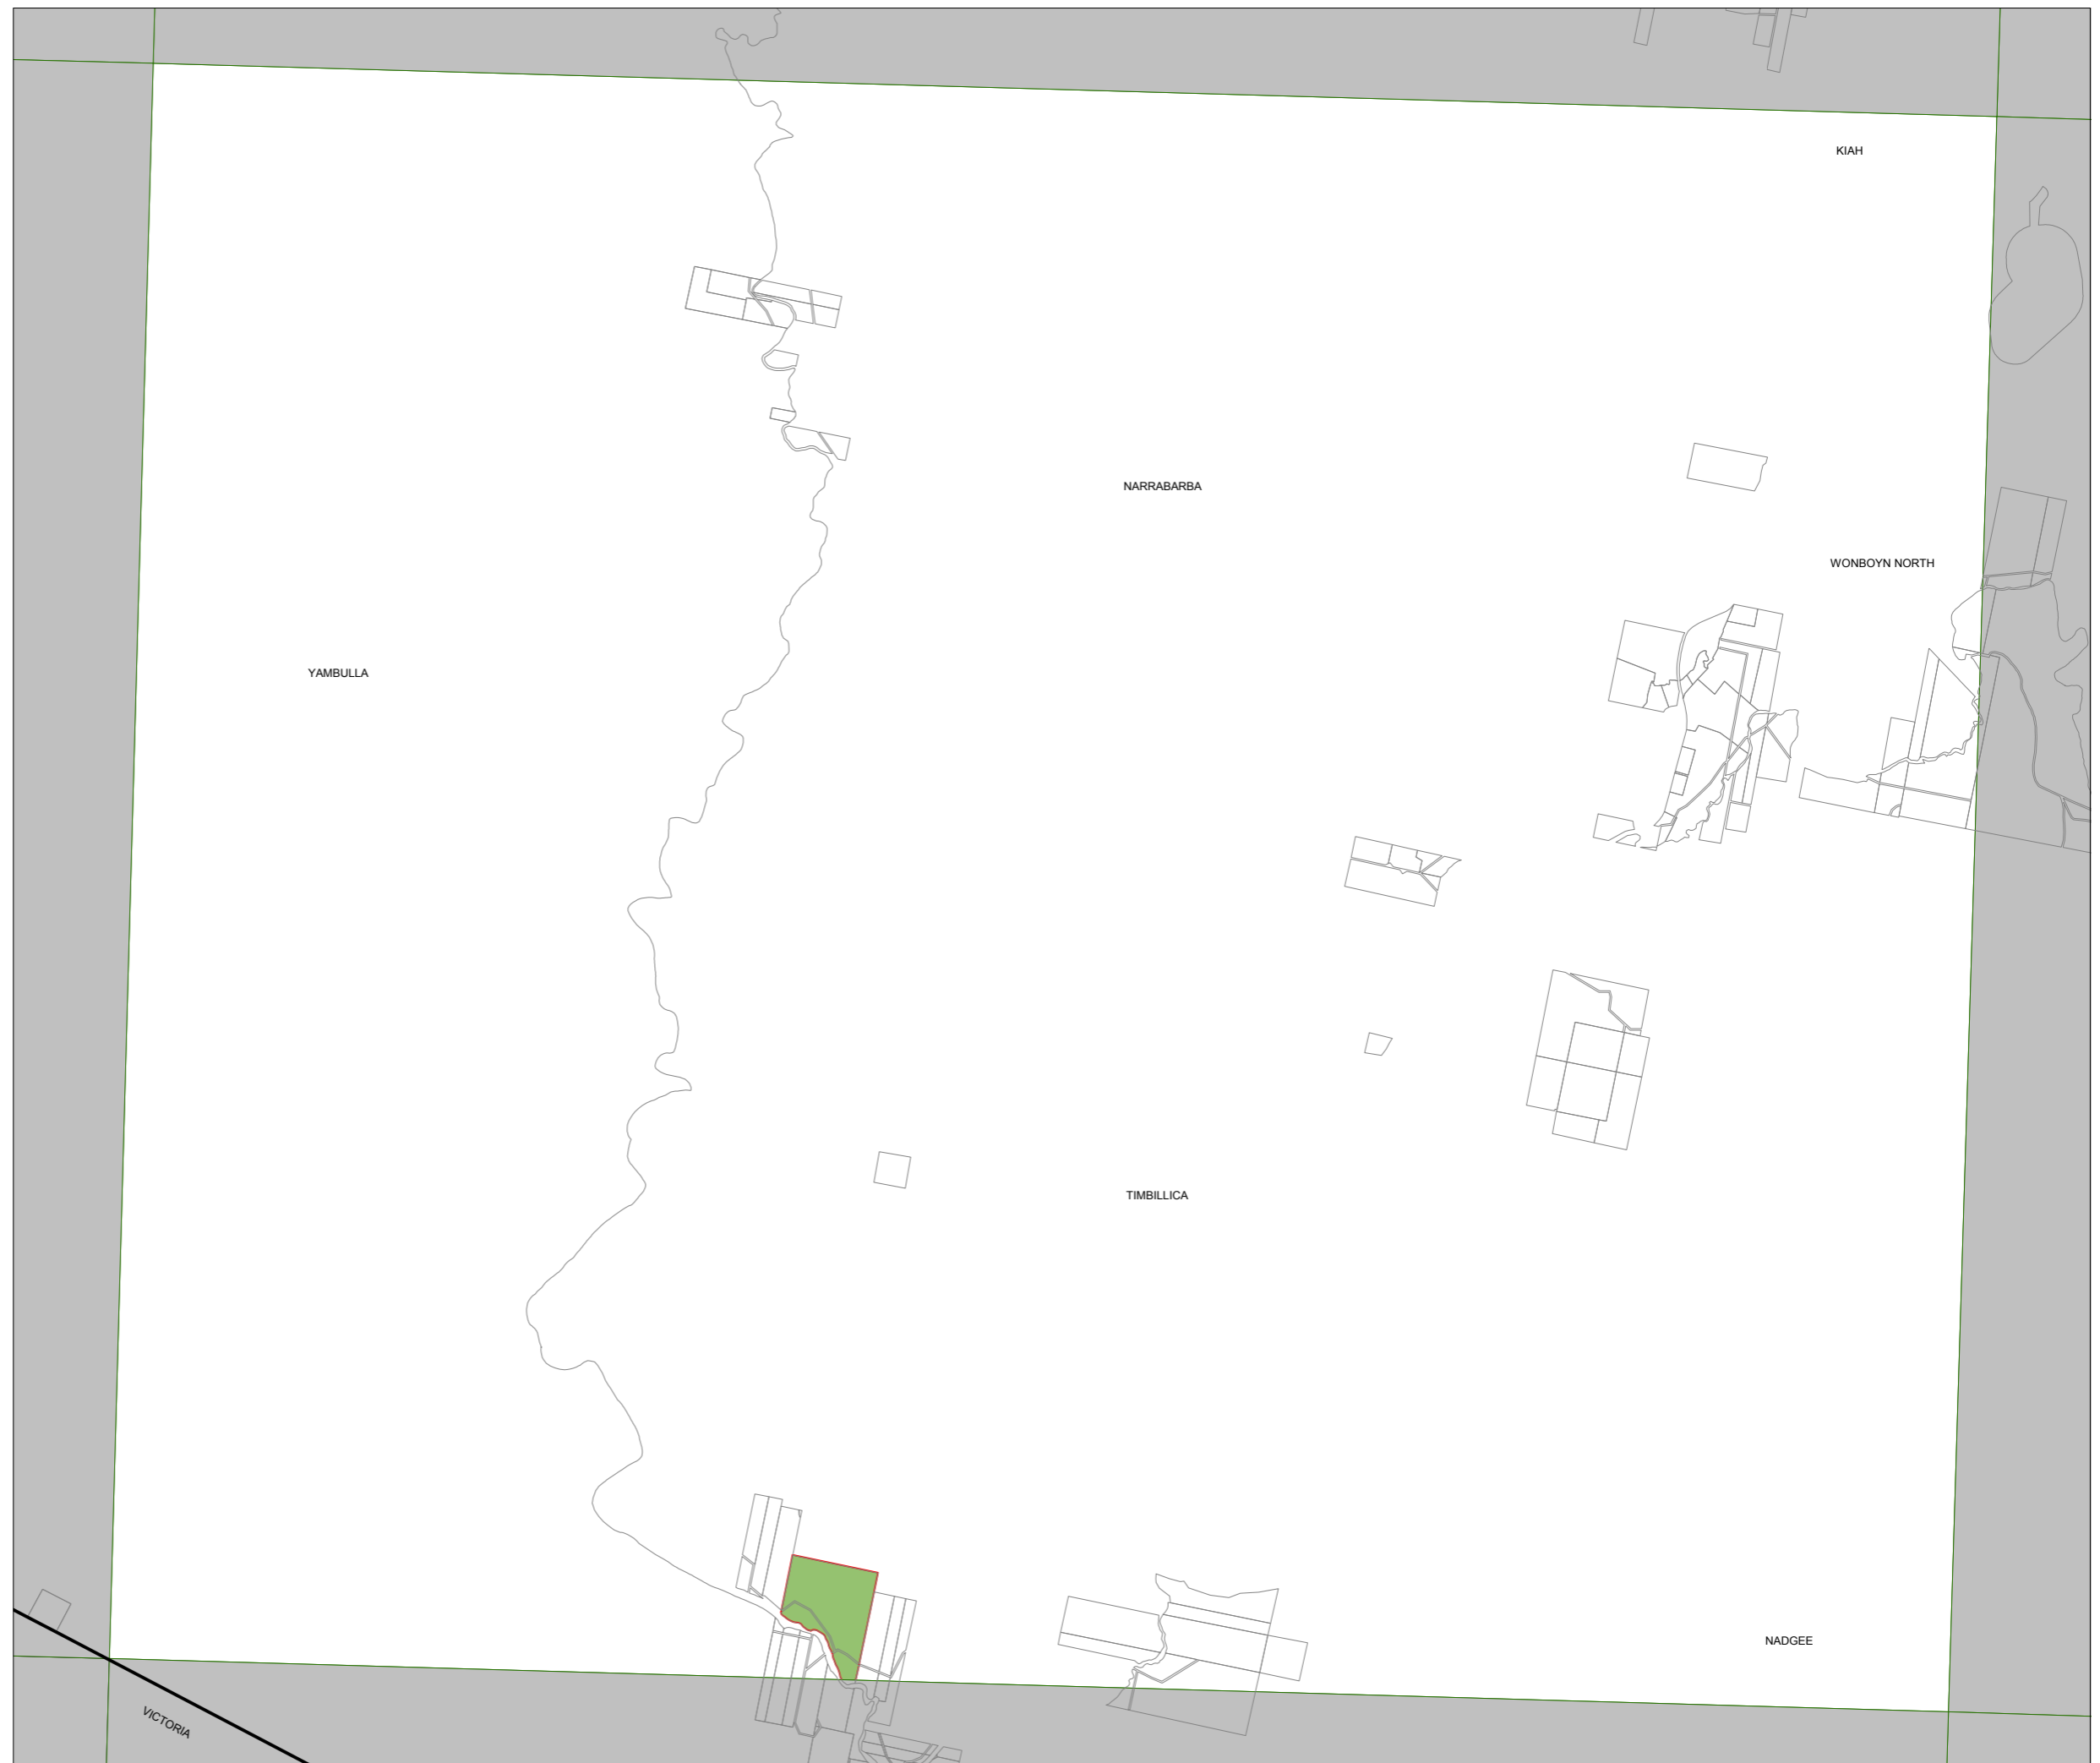 KIAH
NARRABARBA
WONBOYN NORTH
YAMBULLA
TIMBILLICA
NADGEE
VICTORIA